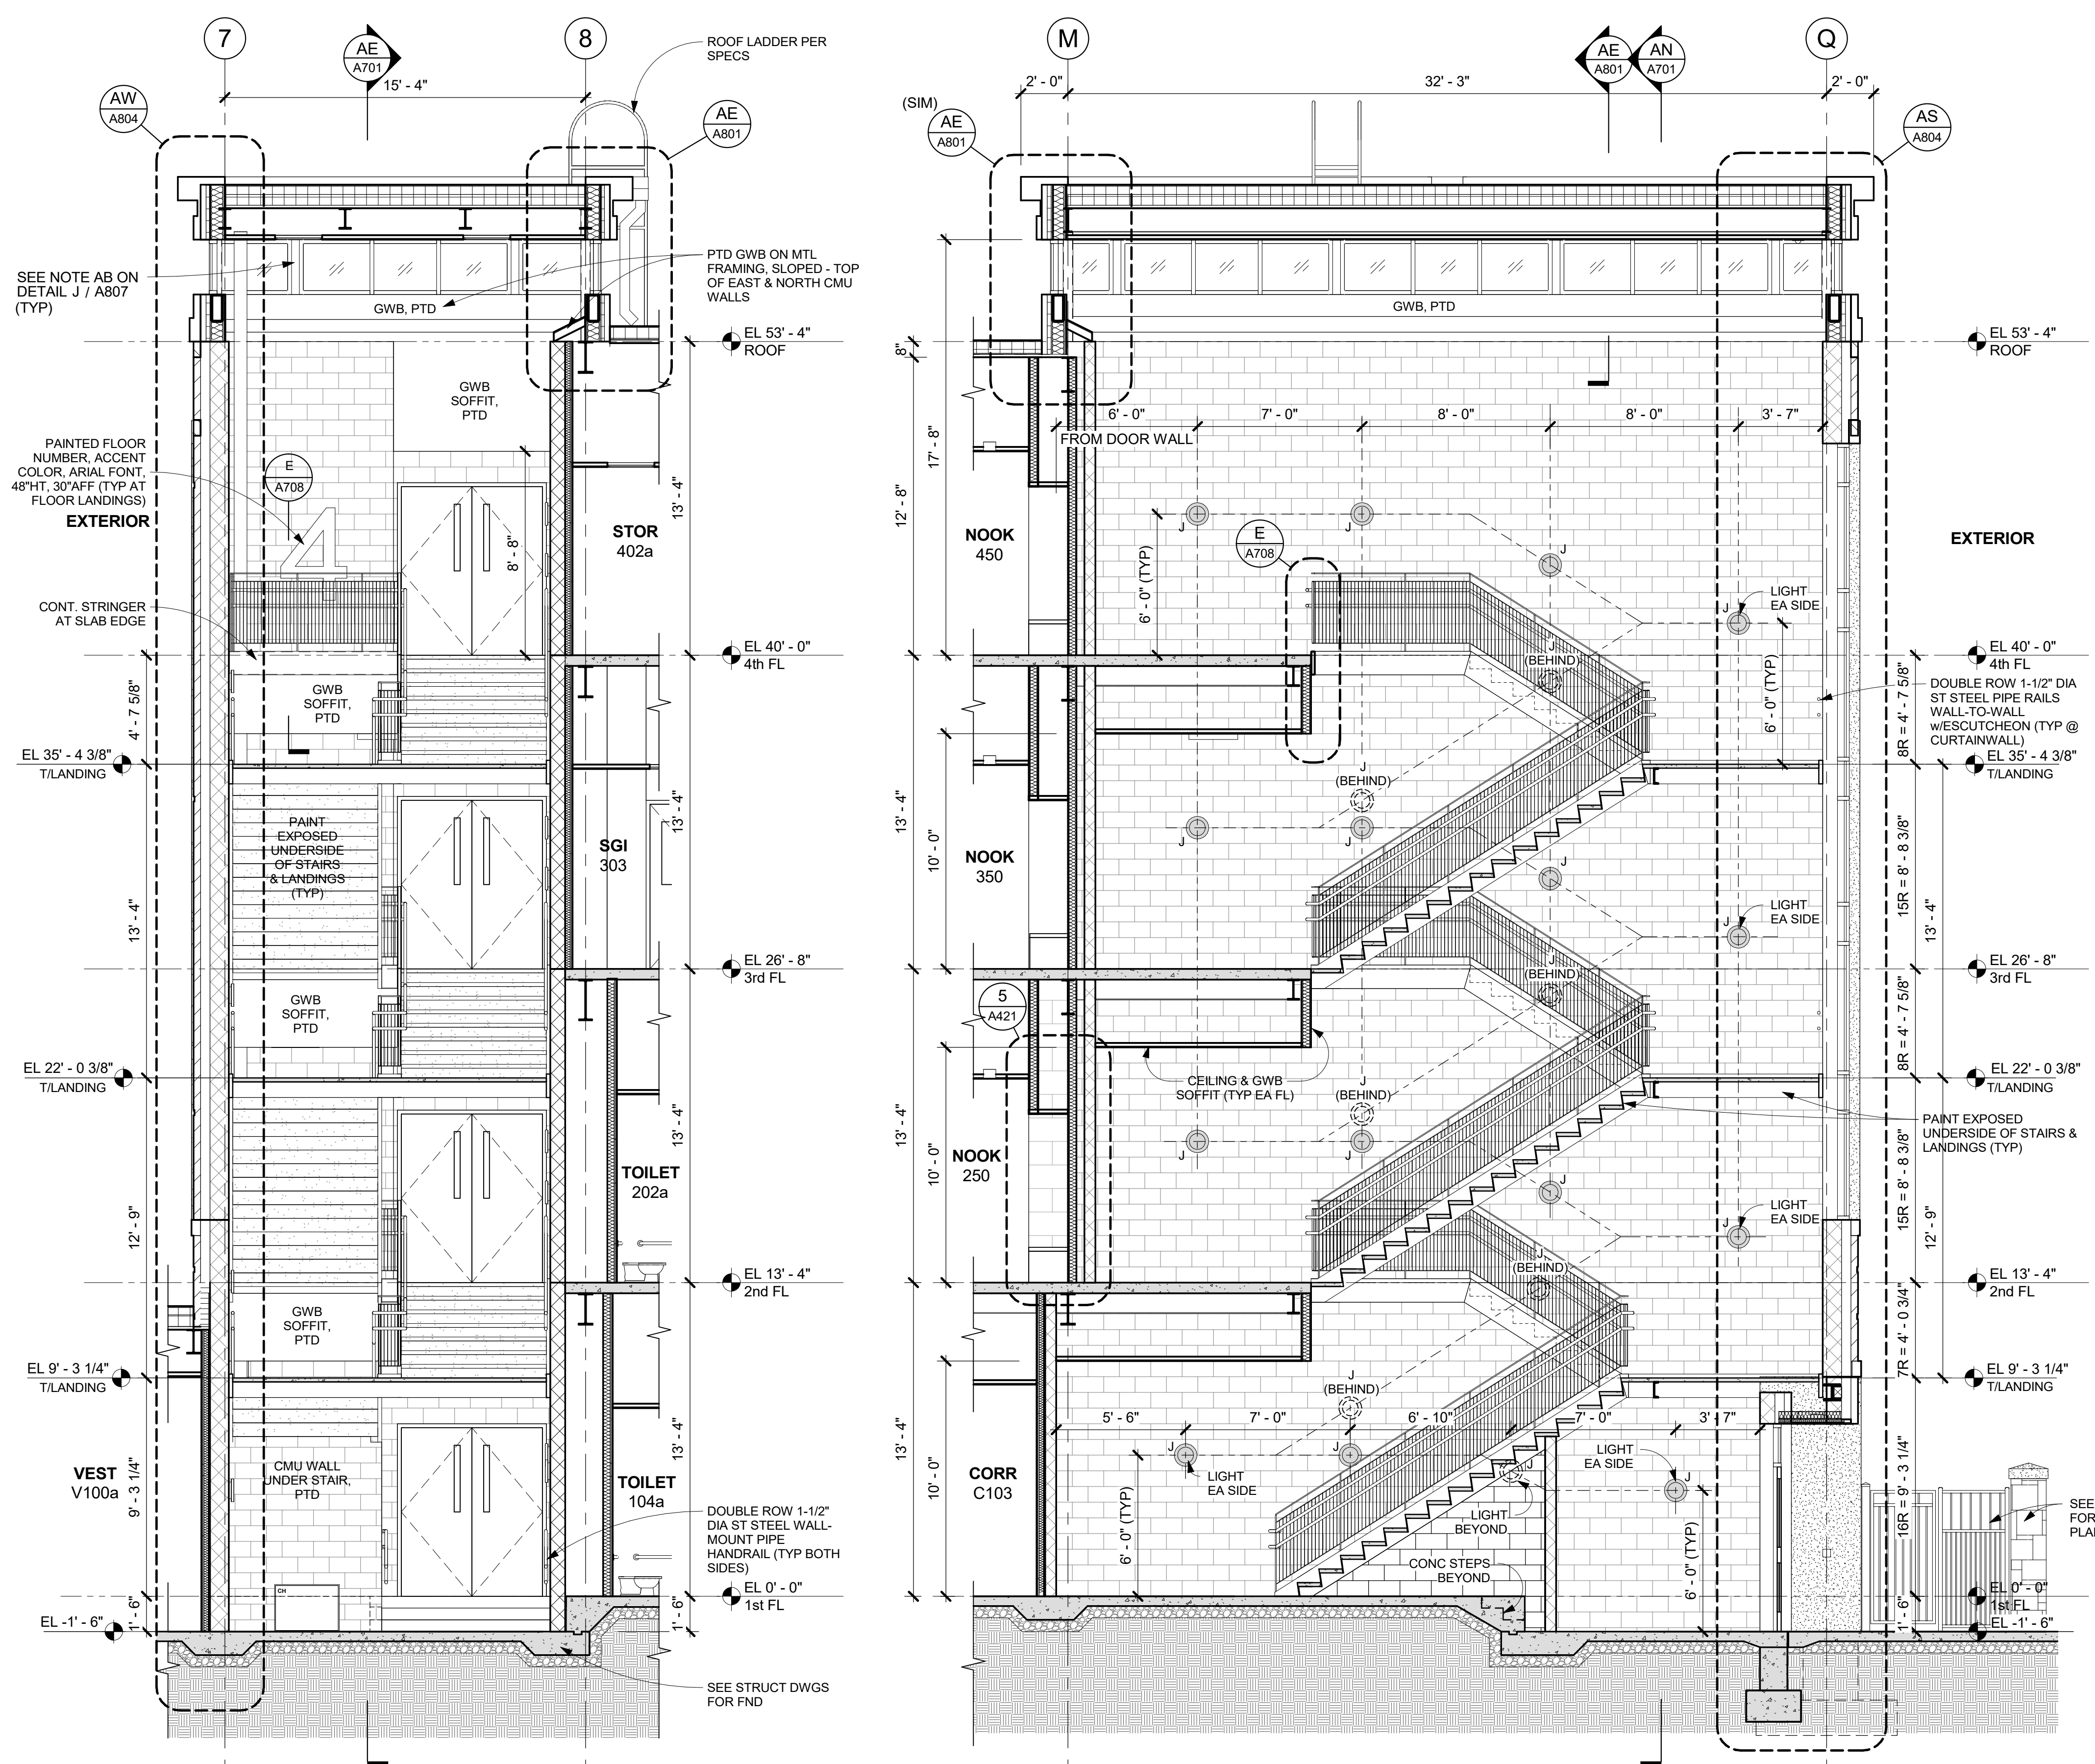 7
AE
A701
8
15' - 4"
ROOF LADDER PER
SPECS
AW
A804
AE
A801
SEE NOTE AB ON
DETAIL J / A807
(TYP)
PTD GWB ON MTL
FRAMING, SLOPED - TOP
OF EAST & NORTH CMU
WALLS
GWB, PTD
EL 53' - 4"
ROOF
GWB
SOFFIT,
PTD
PAINTED FLOOR
NUMBER, ACCENT
COLOR, ARIAL FONT,
48"HT, 30"AFF (TYP AT
FLOOR LANDINGS)
E
A708
EXTERIOR
4
8' - 8"
13' - 4"
STOR
402a
CONT. STRINGER
AT SLAB EDGE
EL 40' - 0"
4th FL
GWB
SOFFIT,
PTD
4' - 7 5/8"
EL 35' - 4 3/8"
T/LANDING
PAINT
EXPOSED
UNDERSIDE
OF STAIRS
& LANDINGS
(TYP)
13' - 4"
13' - 4"
SGI
303
EL 26' - 8"
3rd FL
GWB
SOFFIT,
PTD
EL 22' - 0 3/8"
T/LANDING
12' - 9"
13' - 4"
TOILET
202a
EL 13' - 4"
2nd FL
GWB
SOFFIT,
PTD
EL 9' - 3 1/4"
T/LANDING
13' - 4"
VEST
V100a
9' - 3 1/4"
CMU WALL
UNDER STAIR,
PTD
TOILET
104a
DOUBLE ROW 1-1/2"
DIA ST STEEL WALL-
MOUNT PIPE
HANDRAIL (TYP BOTH
SIDES)
CH
EL 0' - 0"
1st FL
EL -1' - 6"
1' - 6"
1' - 6"
SEE STRUCT DWGS
FOR FND
M
AE
A801
AN
A701
Q
2' - 0"
32' - 3"
2' - 0"
(SIM)
AE
A801
AS
A804
GWB, PTD
EL 53' - 4"
ROOF
8"
17' - 8"
6' - 0"
7' - 0"
8' - 0"
8' - 0"
3' - 7"
FROM DOOR WALL
12' - 8"
NOOK
450
J
J
J
J
E
A708
6' - 0" (TYP)
EXTERIOR
LIGHT
EA SIDE
J
(BEHIND)
EL 40' - 0"
4th FL
DOUBLE ROW 1-1/2" DIA
ST STEEL PIPE RAILS
WALL-TO-WALL
w/ESCUTCHEON (TYP @
CURTAINWALL)
6' - 0" (TYP)
8R = 4' - 7 5/8"
EL 35' - 4 3/8"
T/LANDING
J
(BEHIND)
13' - 4"
10' - 0"
NOOK
350
J
J
J
J
LIGHT
EA SIDE
15R = 8' - 8 3/8"
13' - 4"
EL 26' - 8"
3rd FL
J
(BEHIND)
5
A421
8R = 4' - 7 5/8"
EL 22' - 0 3/8"
T/LANDING
CEILING & GWB
SOFFIT (TYP EA FL)
J
(BEHIND)
PAINT EXPOSED
UNDERSIDE OF STAIRS &
LANDINGS (TYP)
13' - 4"
10' - 0"
NOOK
250
J
J
J
J
LIGHT
EA SIDE
15R = 8' - 8 3/8"
12' - 9"
J
(BEHIND)
EL 13' - 4"
2nd FL
7R = 4' - 0 3/4"
EL 9' - 3 1/4"
T/LANDING
J
(BEHIND)
5' - 6"
7' - 0"
6' - 10"
7' - 0"
3' - 7"
13' - 4"
10' - 0"
CORR
C103
J
J
J
J
LIGHT
EA SIDE
LIGHT
EA SIDE
6' - 0" (TYP)
LIGHT
BEYOND
CONC STEPS
BEYOND
6' - 0" (TYP)
16R = 9' - 3 1/4"
SEE
FOR
EL 0' - 0"
1st FL
1' - 6"
EL -1' - 6"